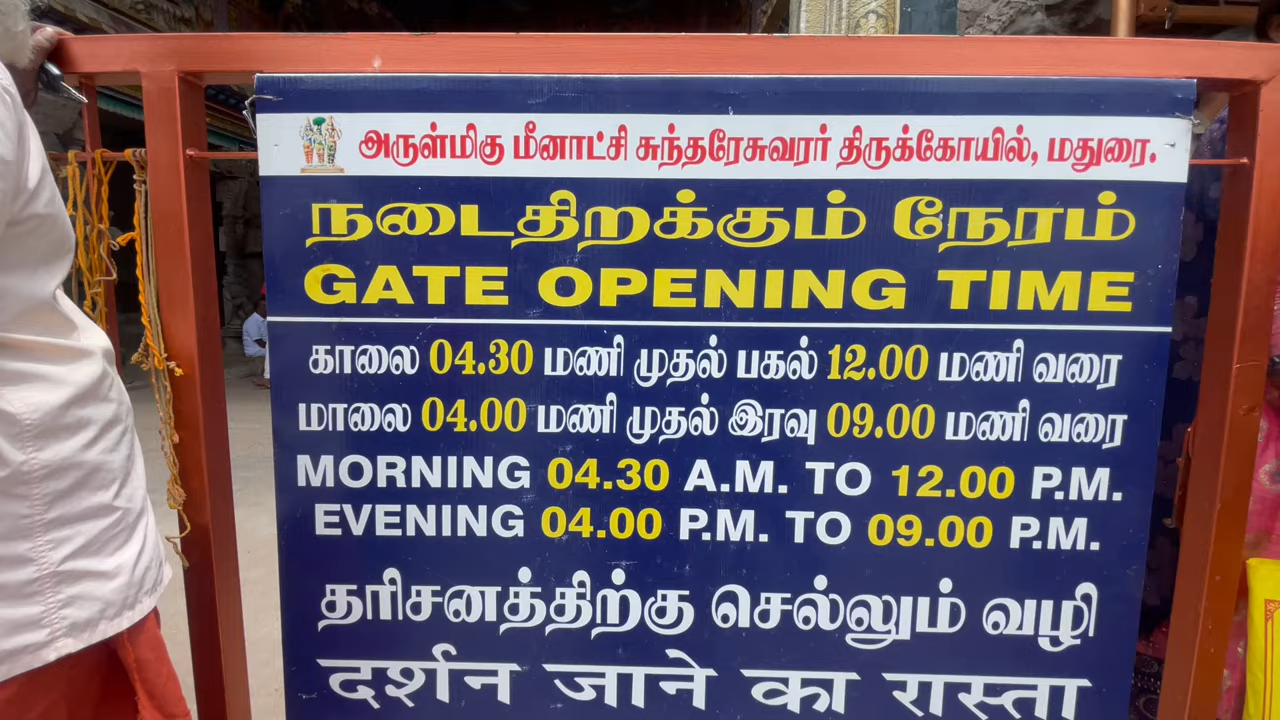 அருள்மிகு மீனாட்சி சுந்தரேசுவரர் திருக்கோயில், மதுரை.
நடைதிறக்கும் நேரம்
GATE OPENING TIME
காலை 04.30 மணி முதல் பகல் 12.00 மணி வரை
மாலை 04.00 மணி முதல் இரவு 09.00 மணி வரை
MORNING 04.30 A.M. TO 12.00 P.M.
EVENING 04.00 P.M. TO 09.00 P.M.
தரிசனத்திற்கு செல்லும் வழி
दर्शन जाने का रास्ता